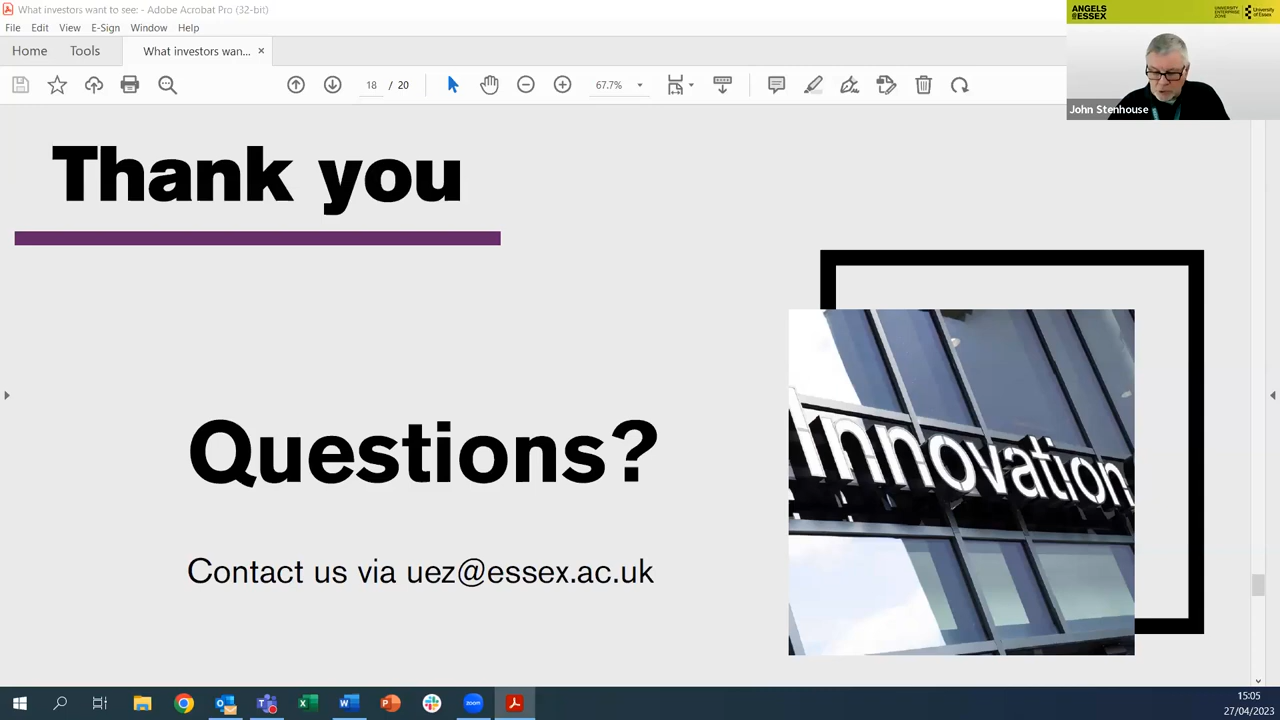 What investors want to see: - Adobe Acrobat Pro (32-bit)
File Edit View E-Sign Window Help
Home Tools What investors wan... ×
18 / 20 67.7%
ANGELS
@ESSEX
UNIVERSITY
ENTERPRISE
ZONE
University
of Essex
John Stenhouse
Thank you
Questions?
Contact us via uez@essex.ac.uk
Innovation
zoom
15:05
27/04/2023